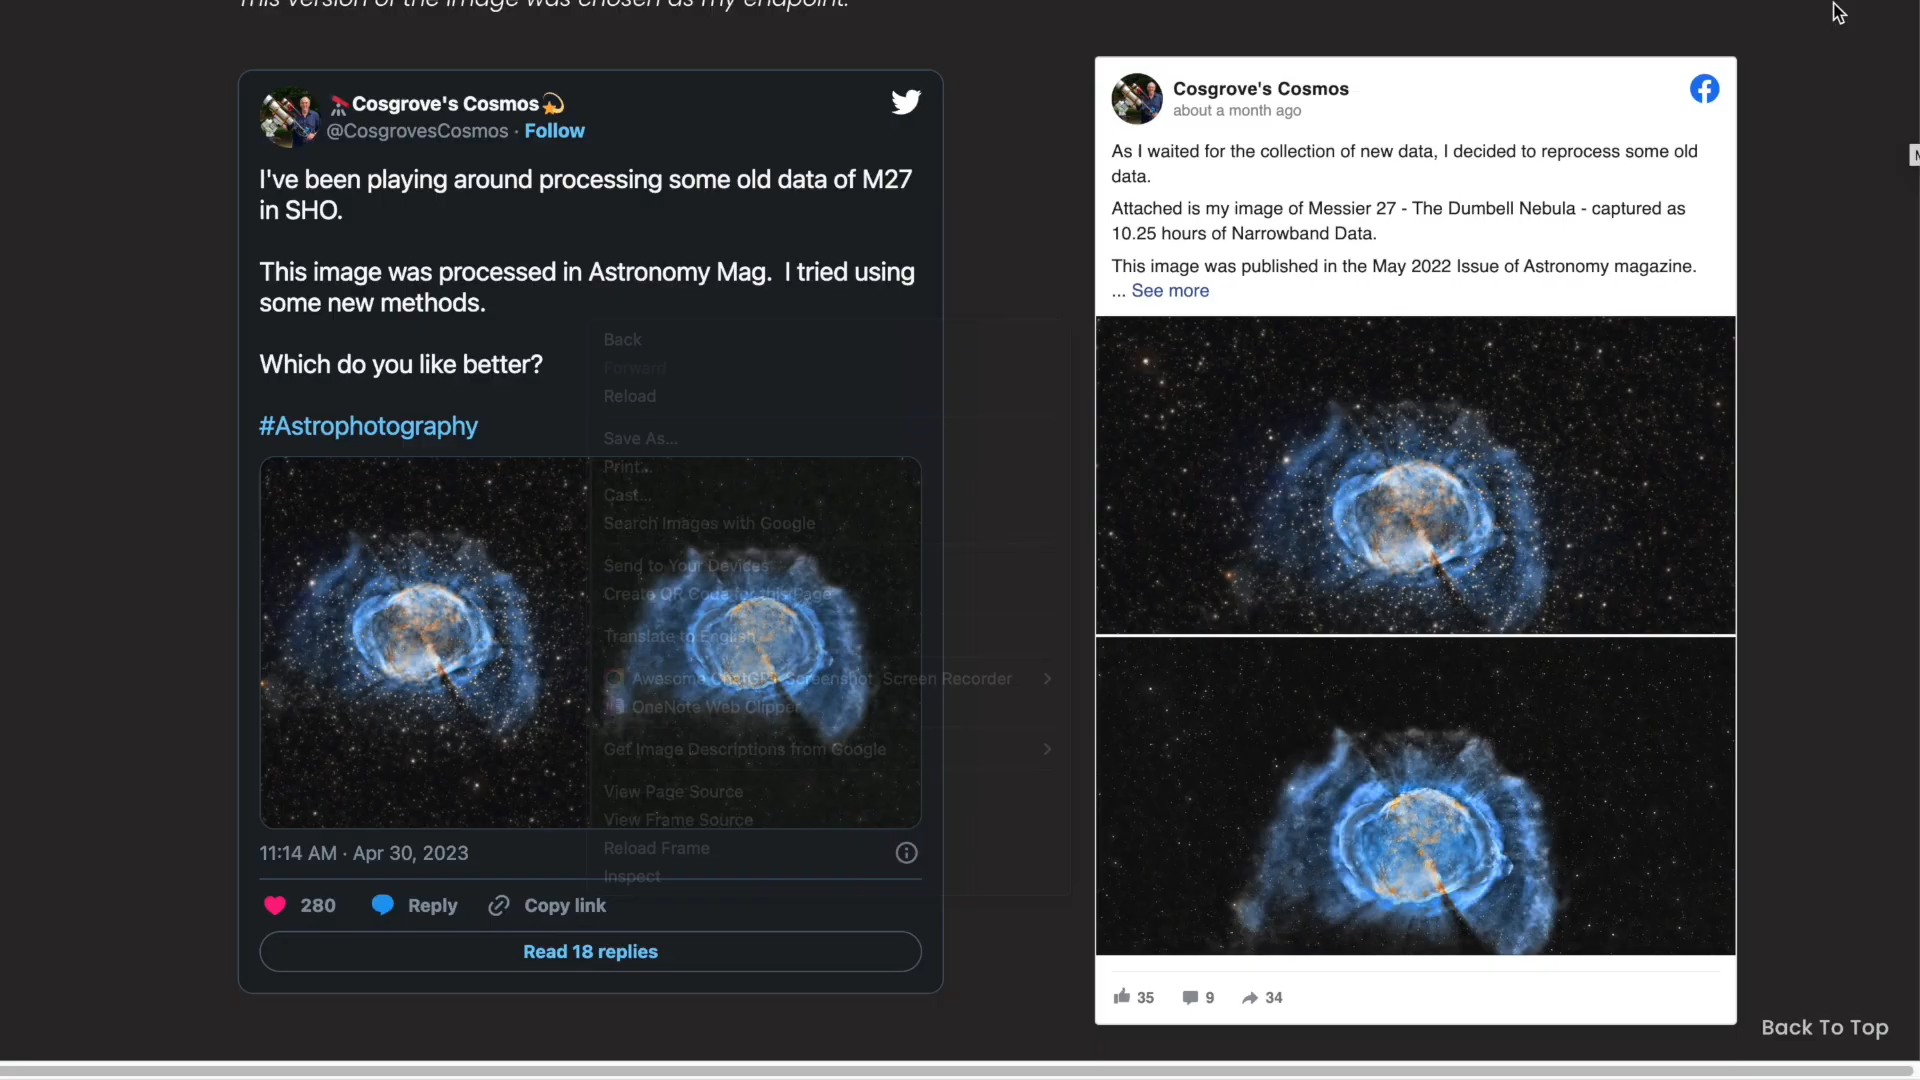 This version of the image was chosen as my endpoint.
Cosgrove's Cosmos
@CosgrovesCosmos · Follow
I've been playing around processing some old data of M27
in SHO.
This image was processed in Astronomy Mag.  I tried using
some new methods.
Which do you like better?
#Astrophotography
Back
Forward
Reload
Save As...
Print...
Cast...
Search Images with Google
Send to Your Devices
Create QR Code for this Page
Translate to English
Awesome ChatGPT Screenshot, Screen Recorder
OneNote Web Clipper
Get Image Descriptions from Google
View Page Source
View Frame Source
Reload Frame
Inspect
11:14 AM · Apr 30, 2023
280 Reply Copy link
Read 18 replies
Cosgrove's Cosmos
about a month ago
As I waited for the collection of new data, I decided to reprocess some old
data.
Attached is my image of Messier 27 - The Dumbell Nebula - captured as
10.25 hours of Narrowband Data.
This image was published in the May 2022 Issue of Astronomy magazine.
... See more
35 9 34
Back To Top